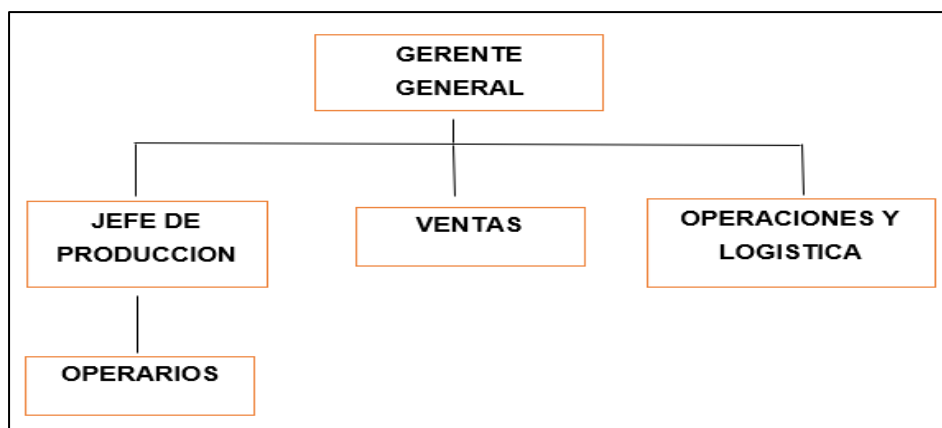 GERENTE
GENERAL
JEFE DE
PRODUCCION
VENTAS
OPERACIONES Y
LOGISTICA
OPERARIOS